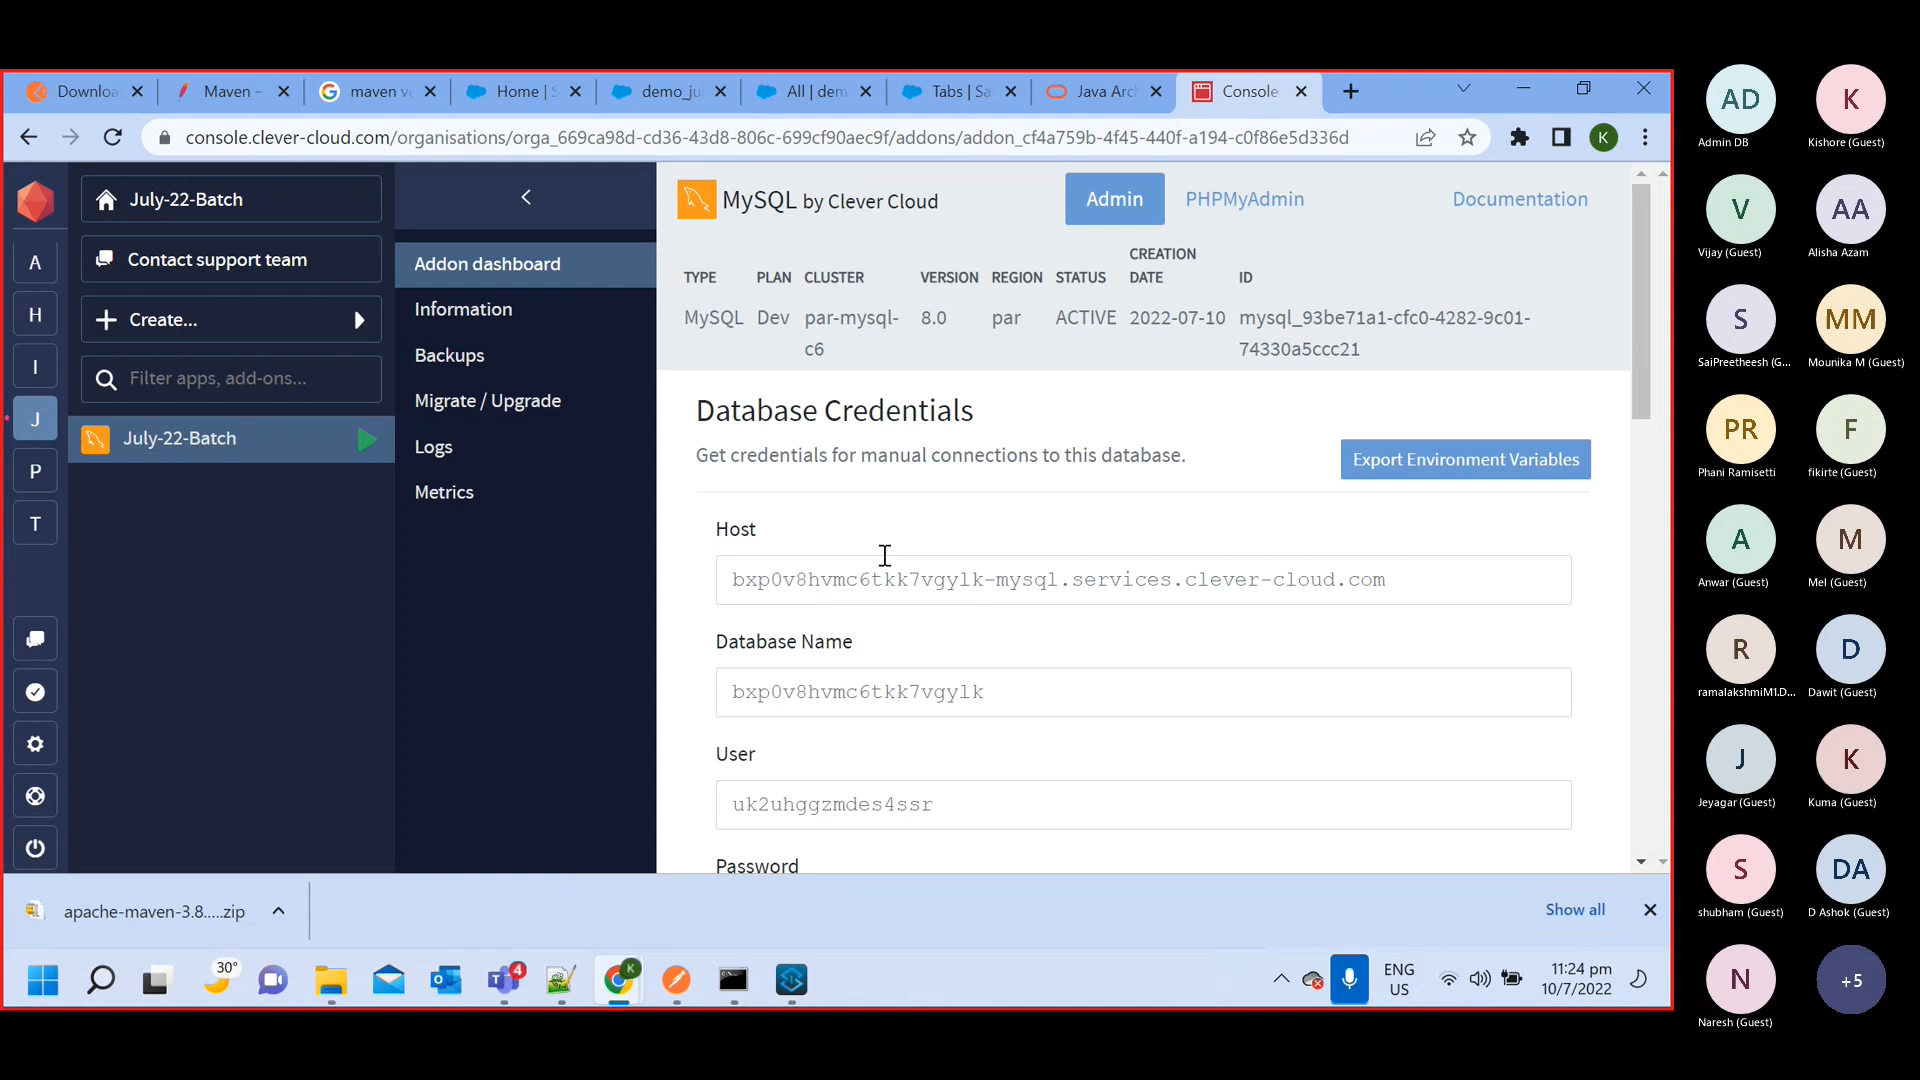 Downloa
Maven –
maven ve
Home | S
demo_jul
All | dem
Tabs | Sa
Java Arc
Console
console.clever-cloud.com/organisations/orga_669ca98d-cd36-43d8-806c-699cf90aec9f/addons/addon_cf4a759b-4f45-440f-a194-c0f86e5d336d
K
A
H
I
J
P
T
July-22-Batch
Contact support team
Create...
Filter apps, add-ons...
July-22-Batch
Addon dashboard
Information
Backups
Migrate / Upgrade
Logs
Metrics
MySQL by Clever Cloud
Admin
PHPMyAdmin
Documentation
TYPE PLAN CLUSTER VERSION REGION STATUS CREATION DATE ID
MySQL Dev par-mysql-c6 8.0 par ACTIVE 2022-07-10 mysql_93be71a1-cfc0-4282-9c01-
74330a5ccc21
Database Credentials
Get credentials for manual connections to this database.
Export Environment Variables
Host
bxp0v8hvmc6tkk7vgylk-mysql.services.clever-cloud.com
Database Name
bxp0v8hvmc6tkk7vgylk
User
uk2uhggzmdes4ssr
Password
apache-maven-3.8.....zip
Show all
30°
4
K
ENG
US
11:24 pm
10/7/2022
AD
Admin DB
K
Kishore (Guest)
V
Vijay (Guest)
AA
Alisha Azam
S
SaiPreetheesh (G...
MM
Mounika M (Guest)
PR
Phani Ramisetti
F
fikirte (Guest)
A
Anwar (Guest)
M
Mel (Guest)
R
ramalakshmiM1.D...
D
Dawit (Guest)
J
Jeyagar (Guest)
K
Kuma (Guest)
S
shubham (Guest)
DA
D Ashok (Guest)
N
Naresh (Guest)
+5